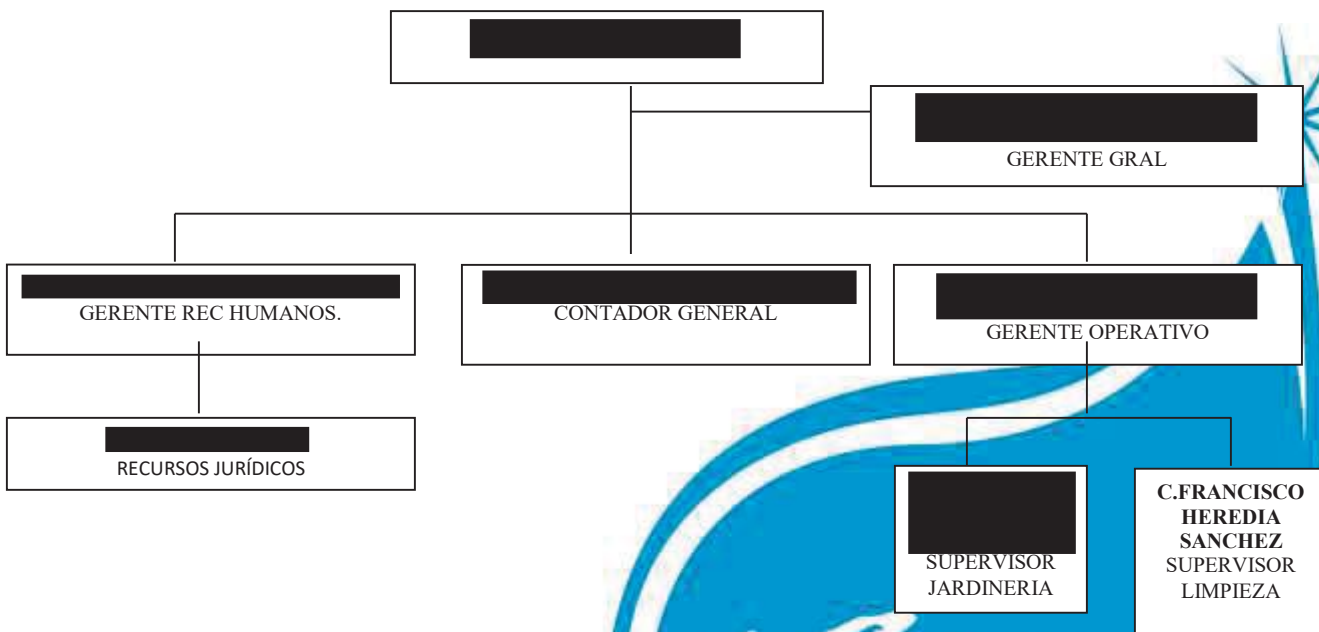 GERENTE GRAL
GERENTE REC HUMANOS.
CONTADOR GENERAL
GERENTE OPERATIVO
RECURSOS JURÍDICOS
SUPERVISOR
JARDINERIA
C.FRANCISCO
HEREDIA
SANCHEZ
SUPERVISOR
LIMPIEZA